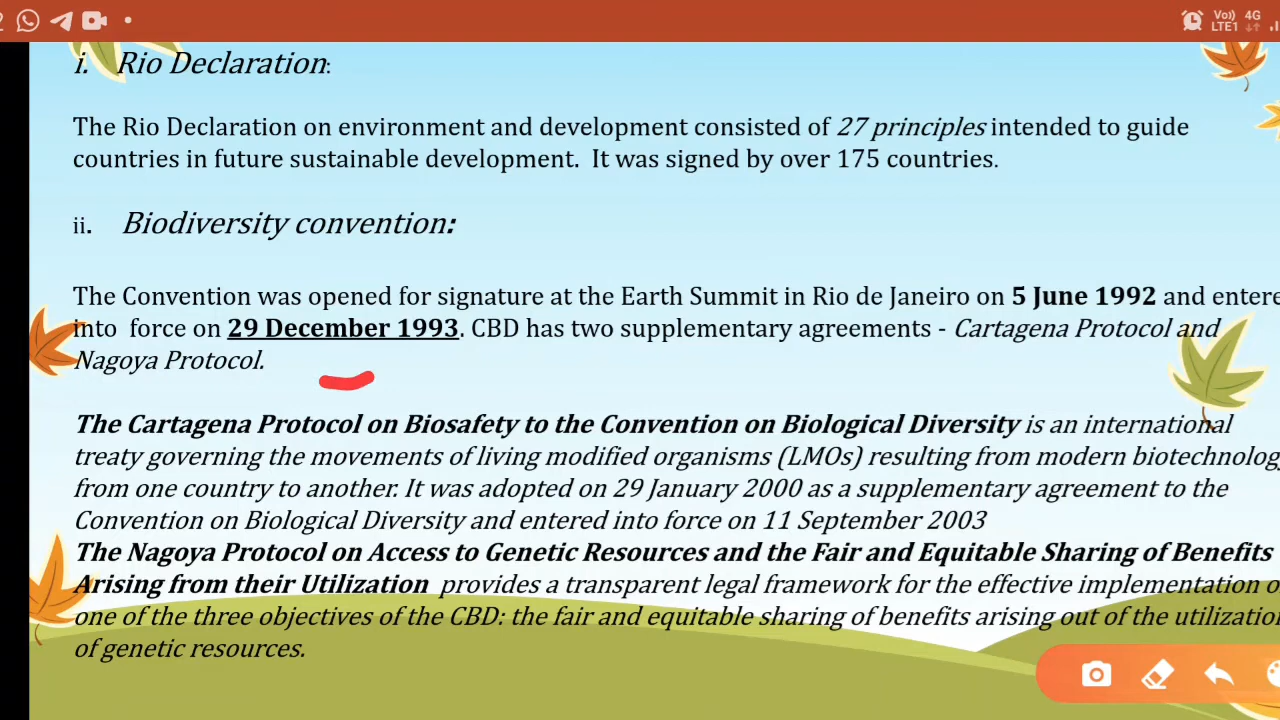 Vo)) 4G
LTE1
i. Rio Declaration:
The Rio Declaration on environment and development consisted of 27 principles intended to guide
countries in future sustainable development. It was signed by over 175 countries.
ii. Biodiversity convention:
The Convention was opened for signature at the Earth Summit in Rio de Janeiro on 5 June 1992 and entere
into force on 29 December 1993. CBD has two supplementary agreements - Cartagena Protocol and
Nagoya Protocol.
The Cartagena Protocol on Biosafety to the Convention on Biological Diversity is an international
treaty governing the movements of living modified organisms (LMOs) resulting from modern biotechnolog
from one country to another. It was adopted on 29 January 2000 as a supplementary agreement to the
Convention on Biological Diversity and entered into force on 11 September 2003
The Nagoya Protocol on Access to Genetic Resources and the Fair and Equitable Sharing of Benefits
Arising from their Utilization provides a transparent legal framework for the effective implementation o
one of the three objectives of the CBD: the fair and equitable sharing of benefits arising out of the utilization
of genetic resources.